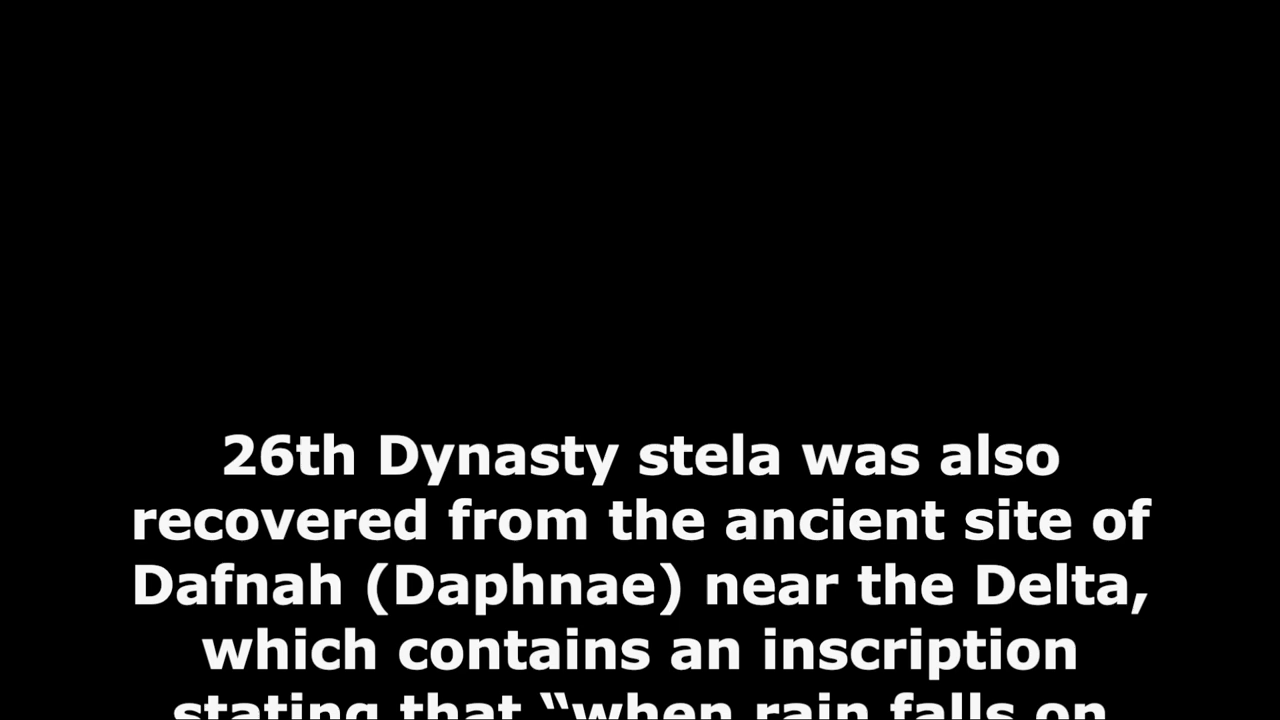 26th Dynasty stela was also
recovered from the ancient site of
Dafnah (Daphnae) near the Delta,
which contains an inscription
stating that “when rain falls on